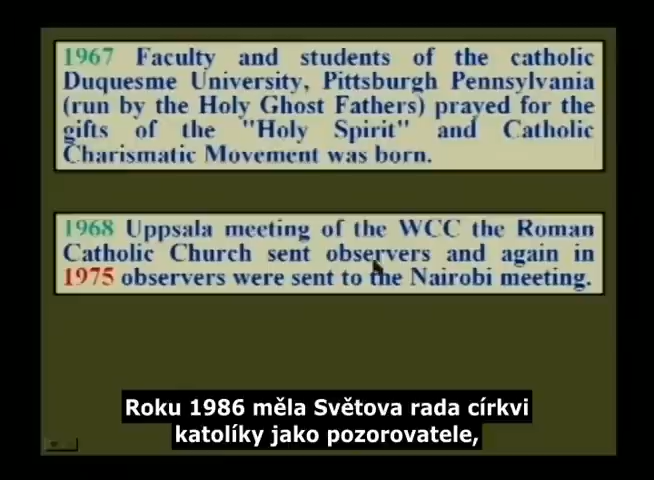 1967 Faculty and students of the catholic
Duquesme University, Pittsburgh Pennsylvania
(run by the Holy Ghost Fathers) prayed for the
gifts of the "Holy Spirit" and Catholic
Charismatic Movement was born.
1968 Uppsala meeting of the WCC the Roman
Catholic Church sent observers and again in
1975 observers were sent to the Nairobi meeting.
Roku 1986 měla Světova rada církvi
katolíky jako pozorovatele,